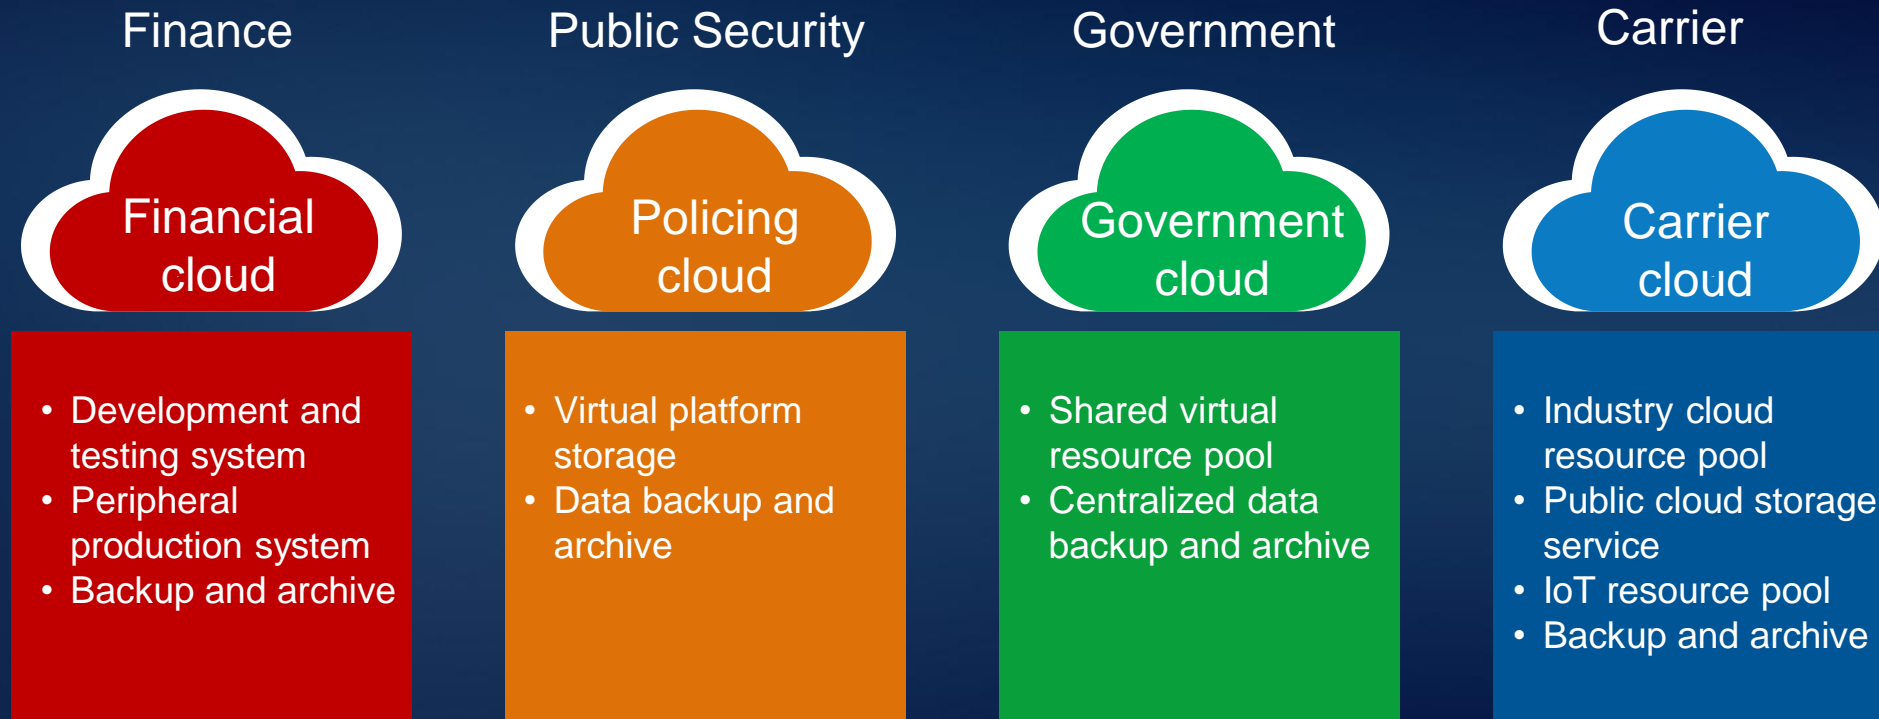 Finance
Financial
cloud
• Development and
testing system
• Peripheral
production system
• Backup and archive
Public Security
Policing
cloud
• Virtual platform
storage
• Data backup and
archive
Government
Government
cloud
• Shared virtual
resource pool
• Centralized data
backup and archive
Carrier
Carrier
cloud
• Industry cloud
resource pool
• Public cloud storage
service
• IoT resource pool
• Backup and archive